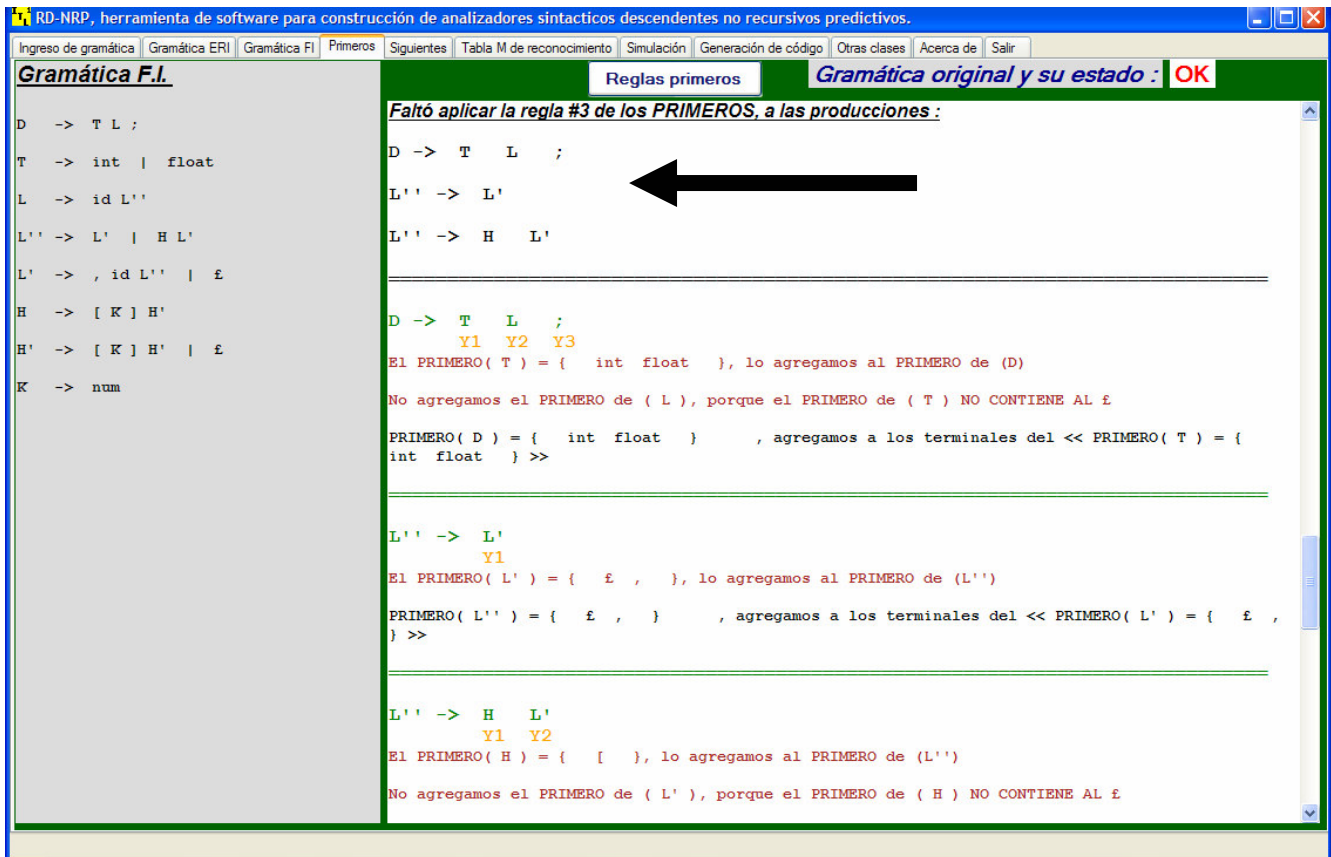 RD-NRP, herramienta de software para construcción de analizadores sintacticos descendentes no recursivos predictivos.
Ingreso de gramática Gramática ERI Gramática FI Primeros Siguientes Tabla M de reconocimiento Simulación Generación de código Otras clases Acerca de Salir
Gramática F.I.
D -> T L ;
T -> int | float
L -> id L''
L'' -> L' | H L'
L' -> , id L'' | £
H -> [ K ] H'
H' -> [ K ] H' | £
K -> num
Reglas primeros
Gramática original y su estado : OK
Faltó aplicar la regla #3 de los PRIMEROS, a las producciones :
D -> T L ;
L'' -> L'
L'' -> H L'
D -> T L ;
Y1 Y2 Y3
El PRIMERO( T ) = { int float }, lo agregamos al PRIMERO de (D)
No agregamos el PRIMERO de ( L ), porque el PRIMERO de ( T ) NO CONTIENE AL £
PRIMERO( D ) = { int float } , agregamos a los terminales del << PRIMERO( T ) = {
int float } >>
L'' -> L'
Y1
El PRIMERO( L' ) = { £ , }, lo agregamos al PRIMERO de (L'')
PRIMERO( L'' ) = { £ , } , agregamos a los terminales del << PRIMERO( L' ) = { £ ,
} >>
L'' -> H L'
Y1 Y2
El PRIMERO( H ) = { [ }, lo agregamos al PRIMERO de (L'')
No agregamos el PRIMERO de ( L' ), porque el PRIMERO de ( H ) NO CONTIENE AL £